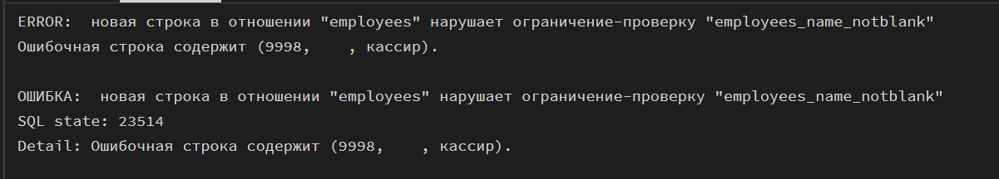 ERROR:  новая строка в отношении "employees" нарушает ограничение-проверку "employees_name_notblank"
Ошибочная строка содержит (9998,    , кассир).
ОШИБКА:  новая строка в отношении "employees" нарушает ограничение-проверку "employees_name_notblank"
SQL state: 23514
Detail: Ошибочная строка содержит (9998,    , кассир).